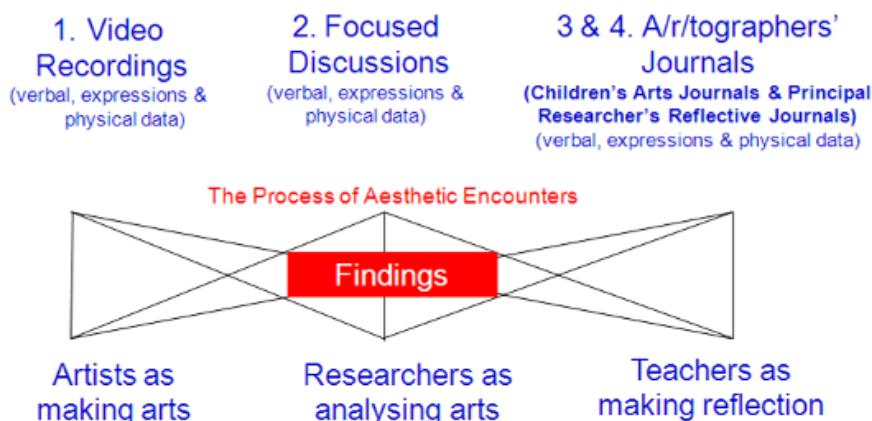 1. Video
Recordings
(verbal, expressions &
physical data)
2. Focused
Discussions
(verbal, expressions &
physical data)
3 & 4. A/r/tographers’
Journals
(Children’s Arts Journals & Principal
Researcher’s Reflective Journals)
(verbal, expressions & physical data)
The Process of Aesthetic Encounters
Findings
Artists as
making arts
Researchers as
analysing arts
Teachers as
making reflection